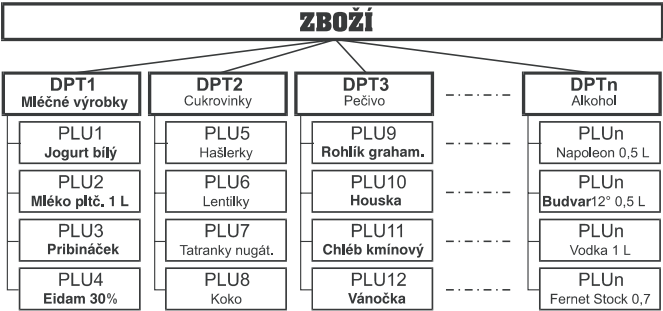 ZBOŽÍ
DPT1
Mléčné výrobky
PLU1
Jogurt bílý
PLU2
Mléko pltč. 1 L
PLU3
Pribináček
PLU4
Eidam 30%
DPT2
Cukrovinky
PLU5
Hašlerky
PLU6
Lentilky
PLU7
Tatranky nugát.
PLU8
Koko
DPT3
Pečivo
PLU9
Rohlík graham.
PLU10
Houska
PLU11
Chléb kmínový
PLU12
Vánočka
DPTn
Alkohol
PLUn
Napoleon 0,5 L
PLUn
Budvar12° 0,5 L
PLUn
Vodka 1 L
PLUn
Fernet Stock 0,7